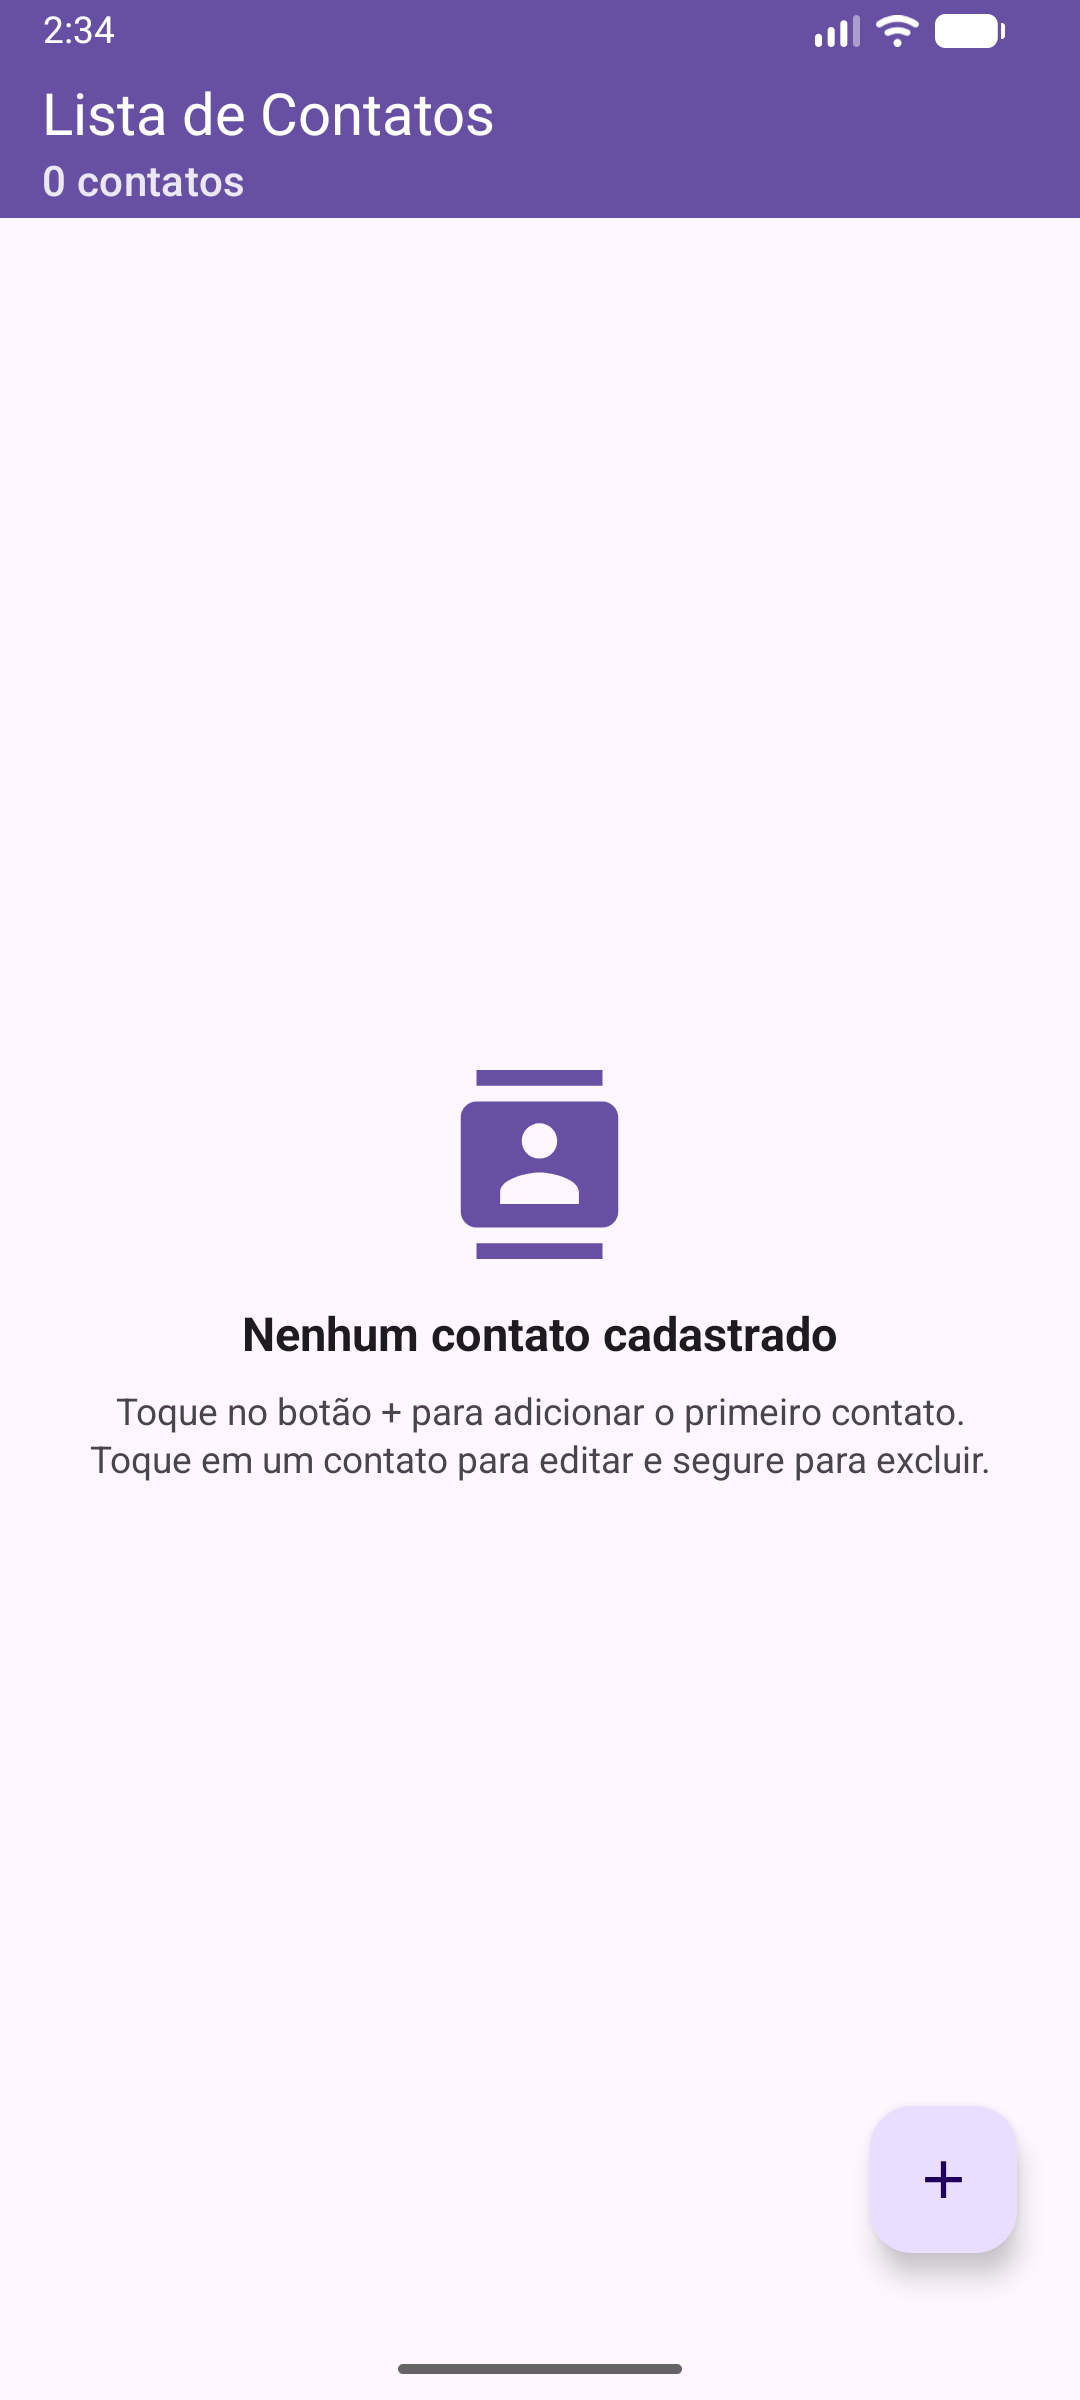 2:34
Lista de Contatos
0 contatos
Nenhum contato cadastrado
Toque no botão + para adicionar o primeiro contato.
Toque em um contato para editar e segure para excluir.
+